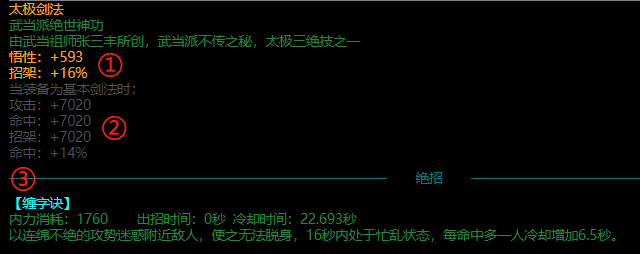 太极剑法
武当派绝世神功
由武当祖师张三丰所创，武当派不传之秘，太极三绝技之一
悟性：+593
招架：+16%
①
当装备为基本剑法时：
攻击：+7020
命中：+7020
②
招架：+7020
命中：+14%
③
绝招
【缠字诀】
内力消耗：1760 出招时间：0秒 冷却时间：22.693秒
以连绵不绝的攻势迷惑附近敌人，使之无法脱身，16秒内处于忙乱状态，每命中多一人冷却增加6.5秒。